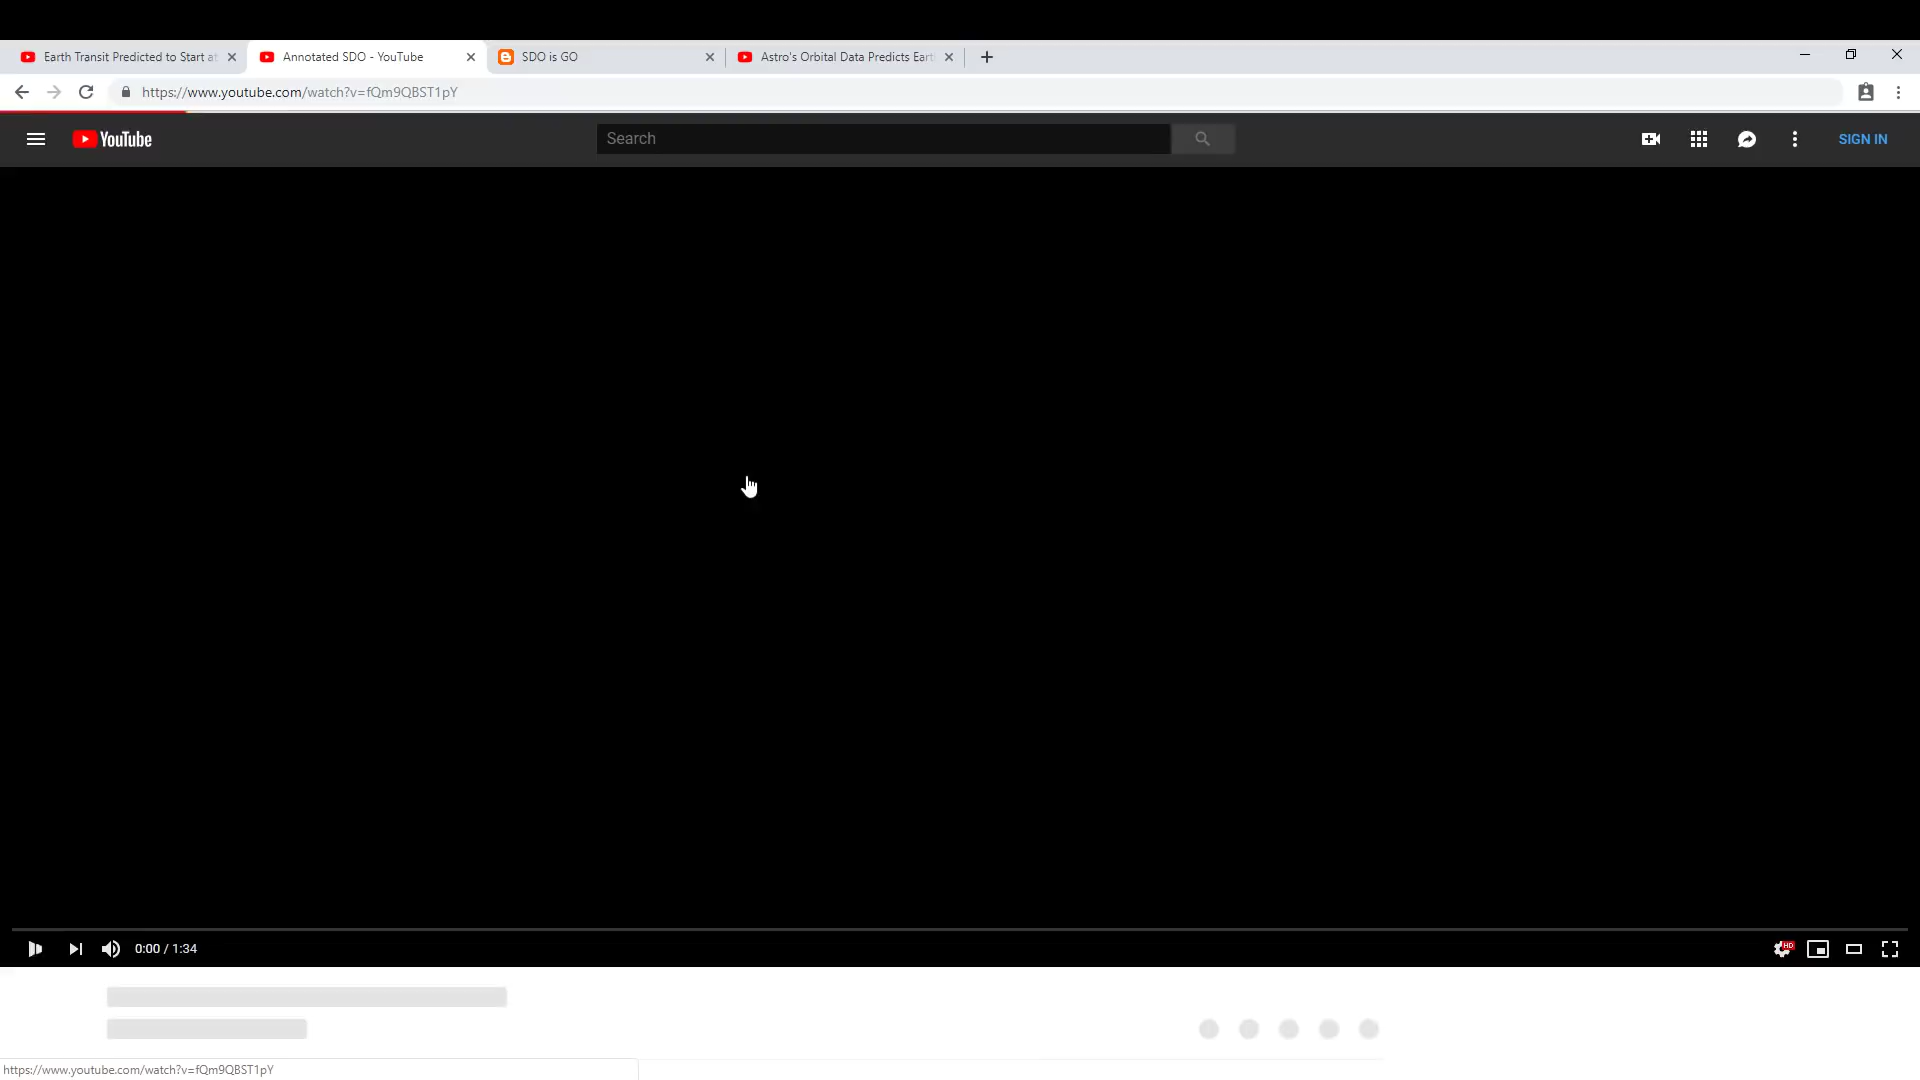 Earth Transit Predicted to Start at
Annotated SDO - YouTube
SDO is GO
Astro's Orbital Data Predicts Eart
https://www.youtube.com/watch?v=fQm9QBST1pY
YouTube
Search
SIGN IN
0:00 / 1:34
HD
https://www.youtube.com/watch?v=fQm9QBST1pY